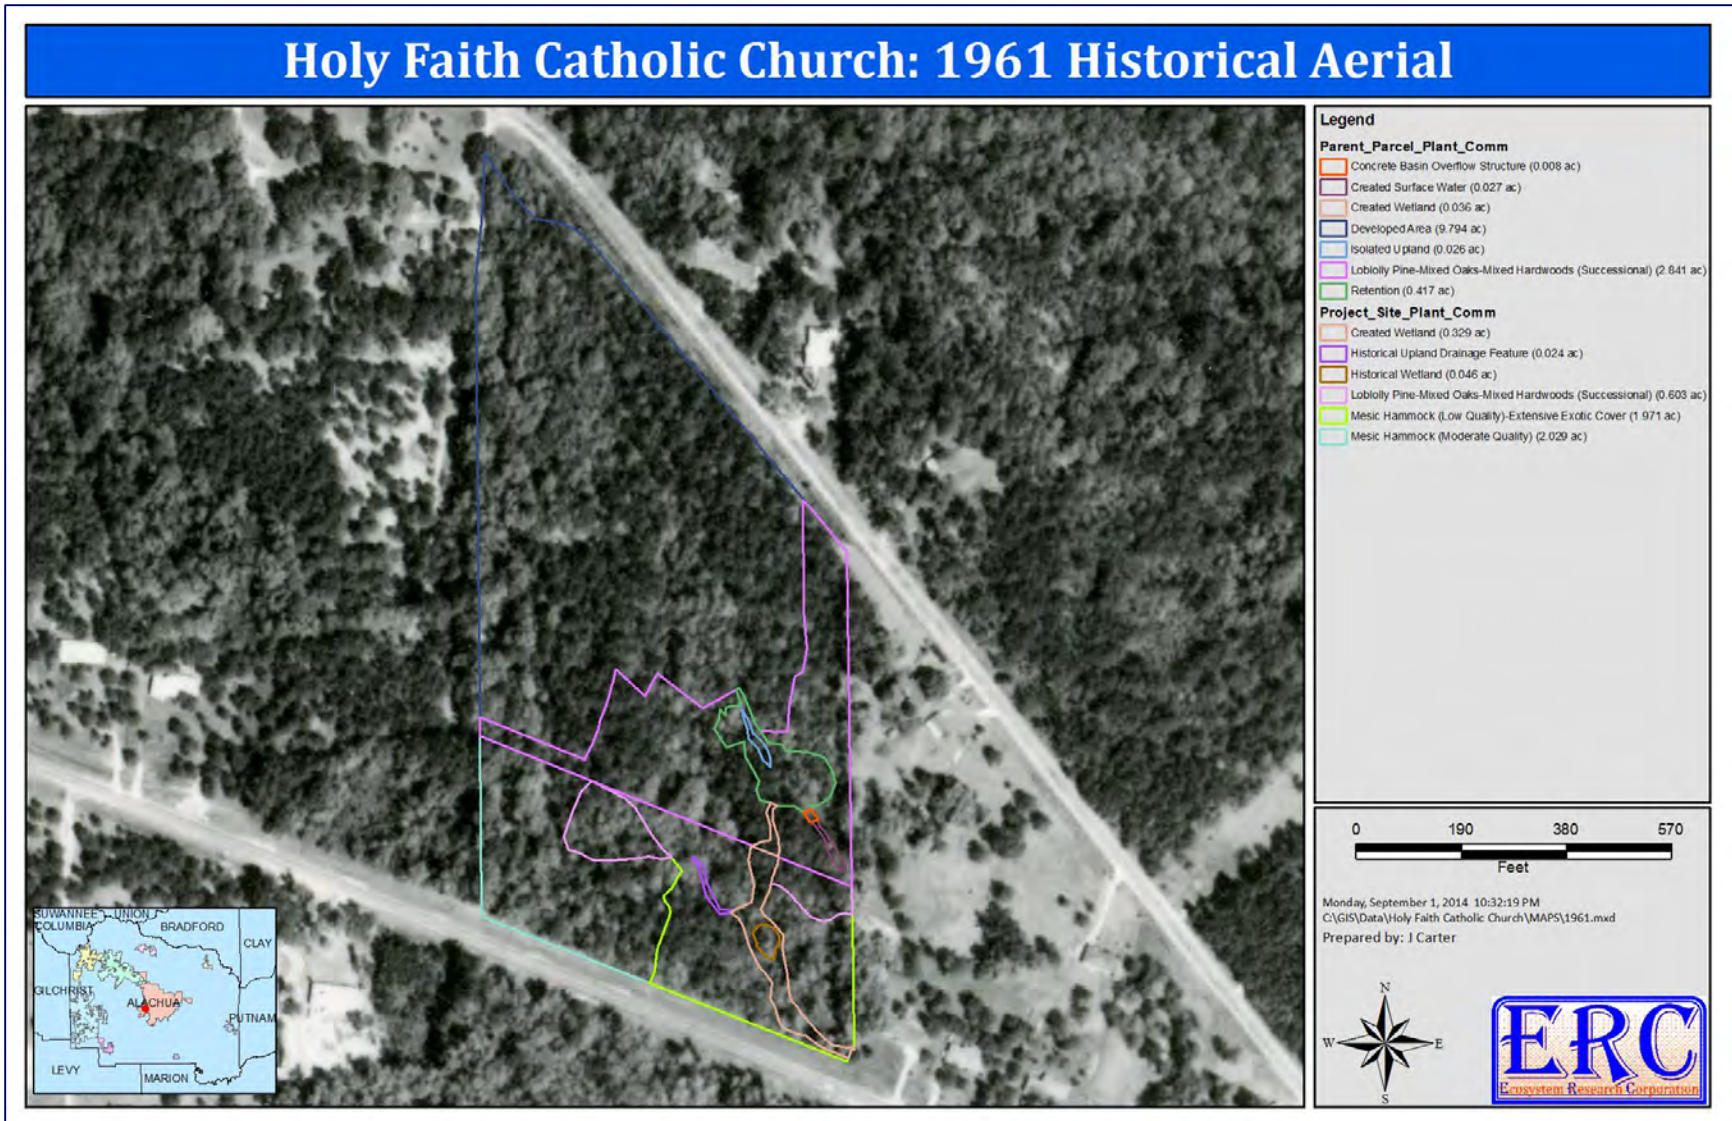 Holy Faith Catholic Church: 1961 Historical Aerial
Legend
Parent_Parcel_Plant_Comm
Concrete Basin Overflow Structure (0.008 ac)
Created Surface Water (0.027 ac)
Created Wetland (0.036 ac)
Developed Area (9.794 ac)
Isolated Upland (0.026 ac)
Loblolly Pine-Mixed Oaks-Mixed Hardwoods (Successional) (2.841 ac)
Retention (0.417 ac)
Project_Site_Plant_Comm
Created Wetland (0.329 ac)
Historical Upland Drainage Feature (0.024 ac)
Historical Wetland (0.046 ac)
Loblolly Pine-Mixed Oaks-Mixed Hardwoods (Successional) (0.603 ac)
Mesic Hammock (Low Quality)-Extensive Exotic Cover (1.971 ac)
Mesic Hammock (Moderate Quality) (2.029 ac)
0 190 380 570
Feet
Monday, September 1, 2014 10:32:19 PM
C:\GIS\Data\Holy Faith Catholic Church\MAPS\1961.mxd
Prepared by: J Carter
N
W E
S
ERC
Ecosystem Research Corporation
SUWANNEE UNION
COLUMBIA
BRADFORD
CLAY
GILCHRIST
ALACHUA
PUTNAM
LEVY
MARION